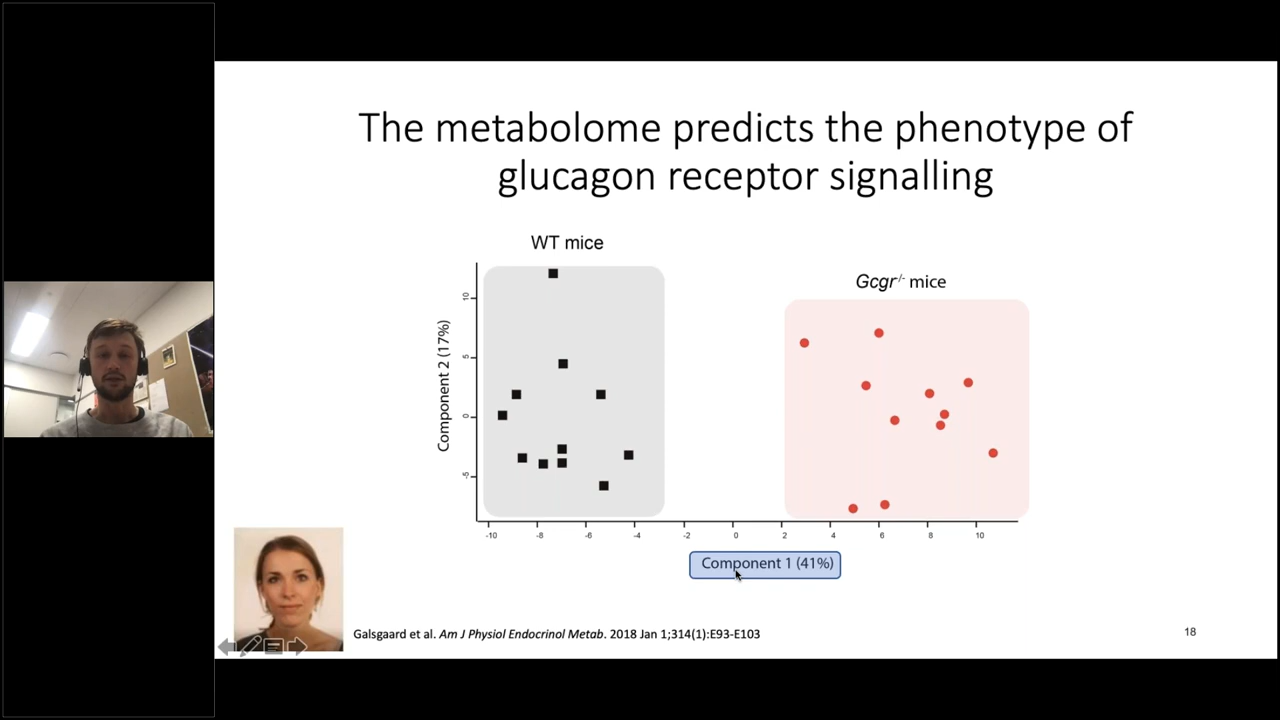 The metabolome predicts the phenotype of
glucagon receptor signalling
WT mice
Gcgr-/- mice
Component 2 (17%)
10
5
0
-5
-10 -8 -6 -4 -2 0 2 4 6 8 10
Component 1 (41%)
Galsgaard et al. Am J Physiol Endocrinol Metab. 2018 Jan 1;314(1):E93-E103
18